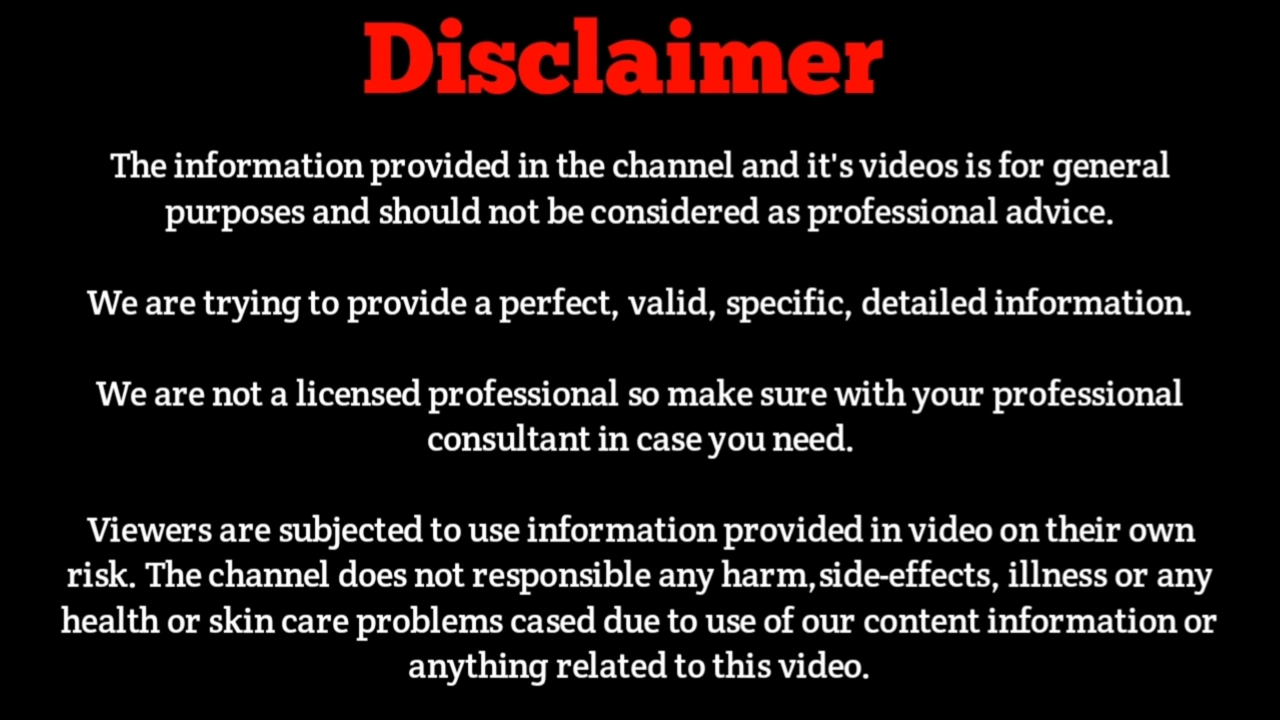 Disclaimer
The information provided in the channel and it's videos is for general
purposes and should not be considered as professional advice.
We are trying to provide a perfect, valid, specific, detailed information.
We are not a licensed professional so make sure with your professional
consultant in case you need.
Viewers are subjected to use information provided in video on their own
risk. The channel does not responsible any harm,side-effects, illness or any
health or skin care problems cased due to use of our content information or
anything related to this video.